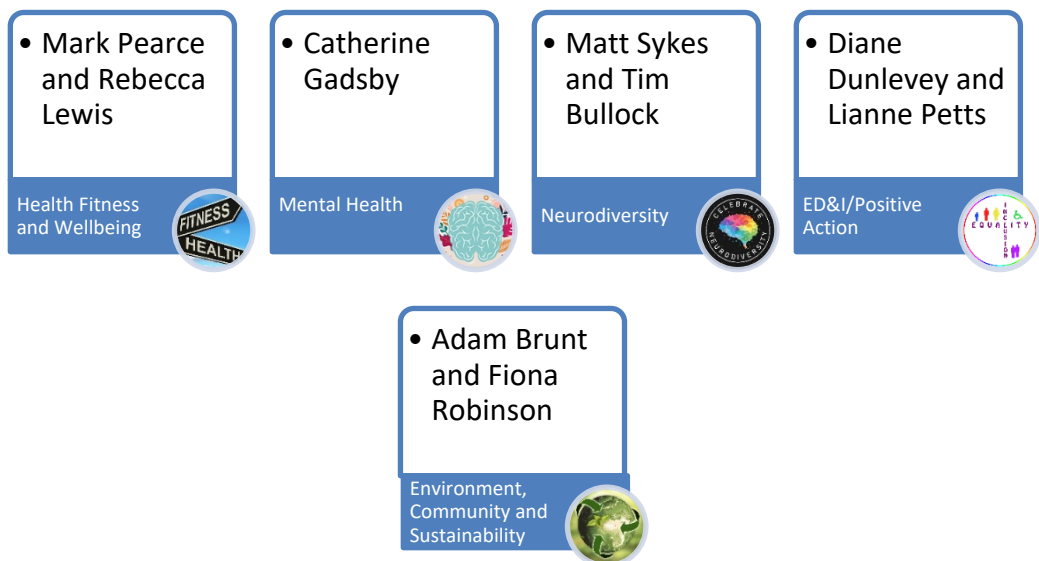 • Mark Pearce
and Rebecca
Lewis
Health Fitness
and Wellbeing
FITNESS
HEALTH
• Catherine
Gadsby
Mental Health
• Matt Sykes
and Tim
Bullock
Neurodiversity
CELEBRATE
NEURODIVERSITY
• Diane
Dunlevey and
Lianne Petts
ED&I/Positive
Action
EQUALITY
INCLUSION
• Adam Brunt
and Fiona
Robinson
Environment,
Community and
Sustainability